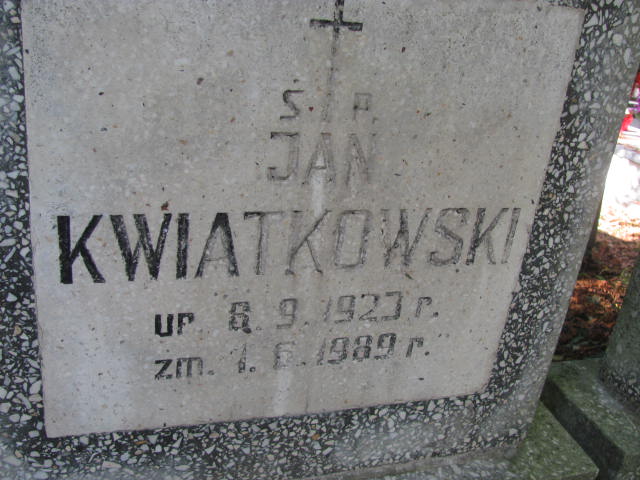 Ś P.
JAN
KWIATKOWSKI
UR 8.9.1923 r.
zm. 1.6.1989 r.